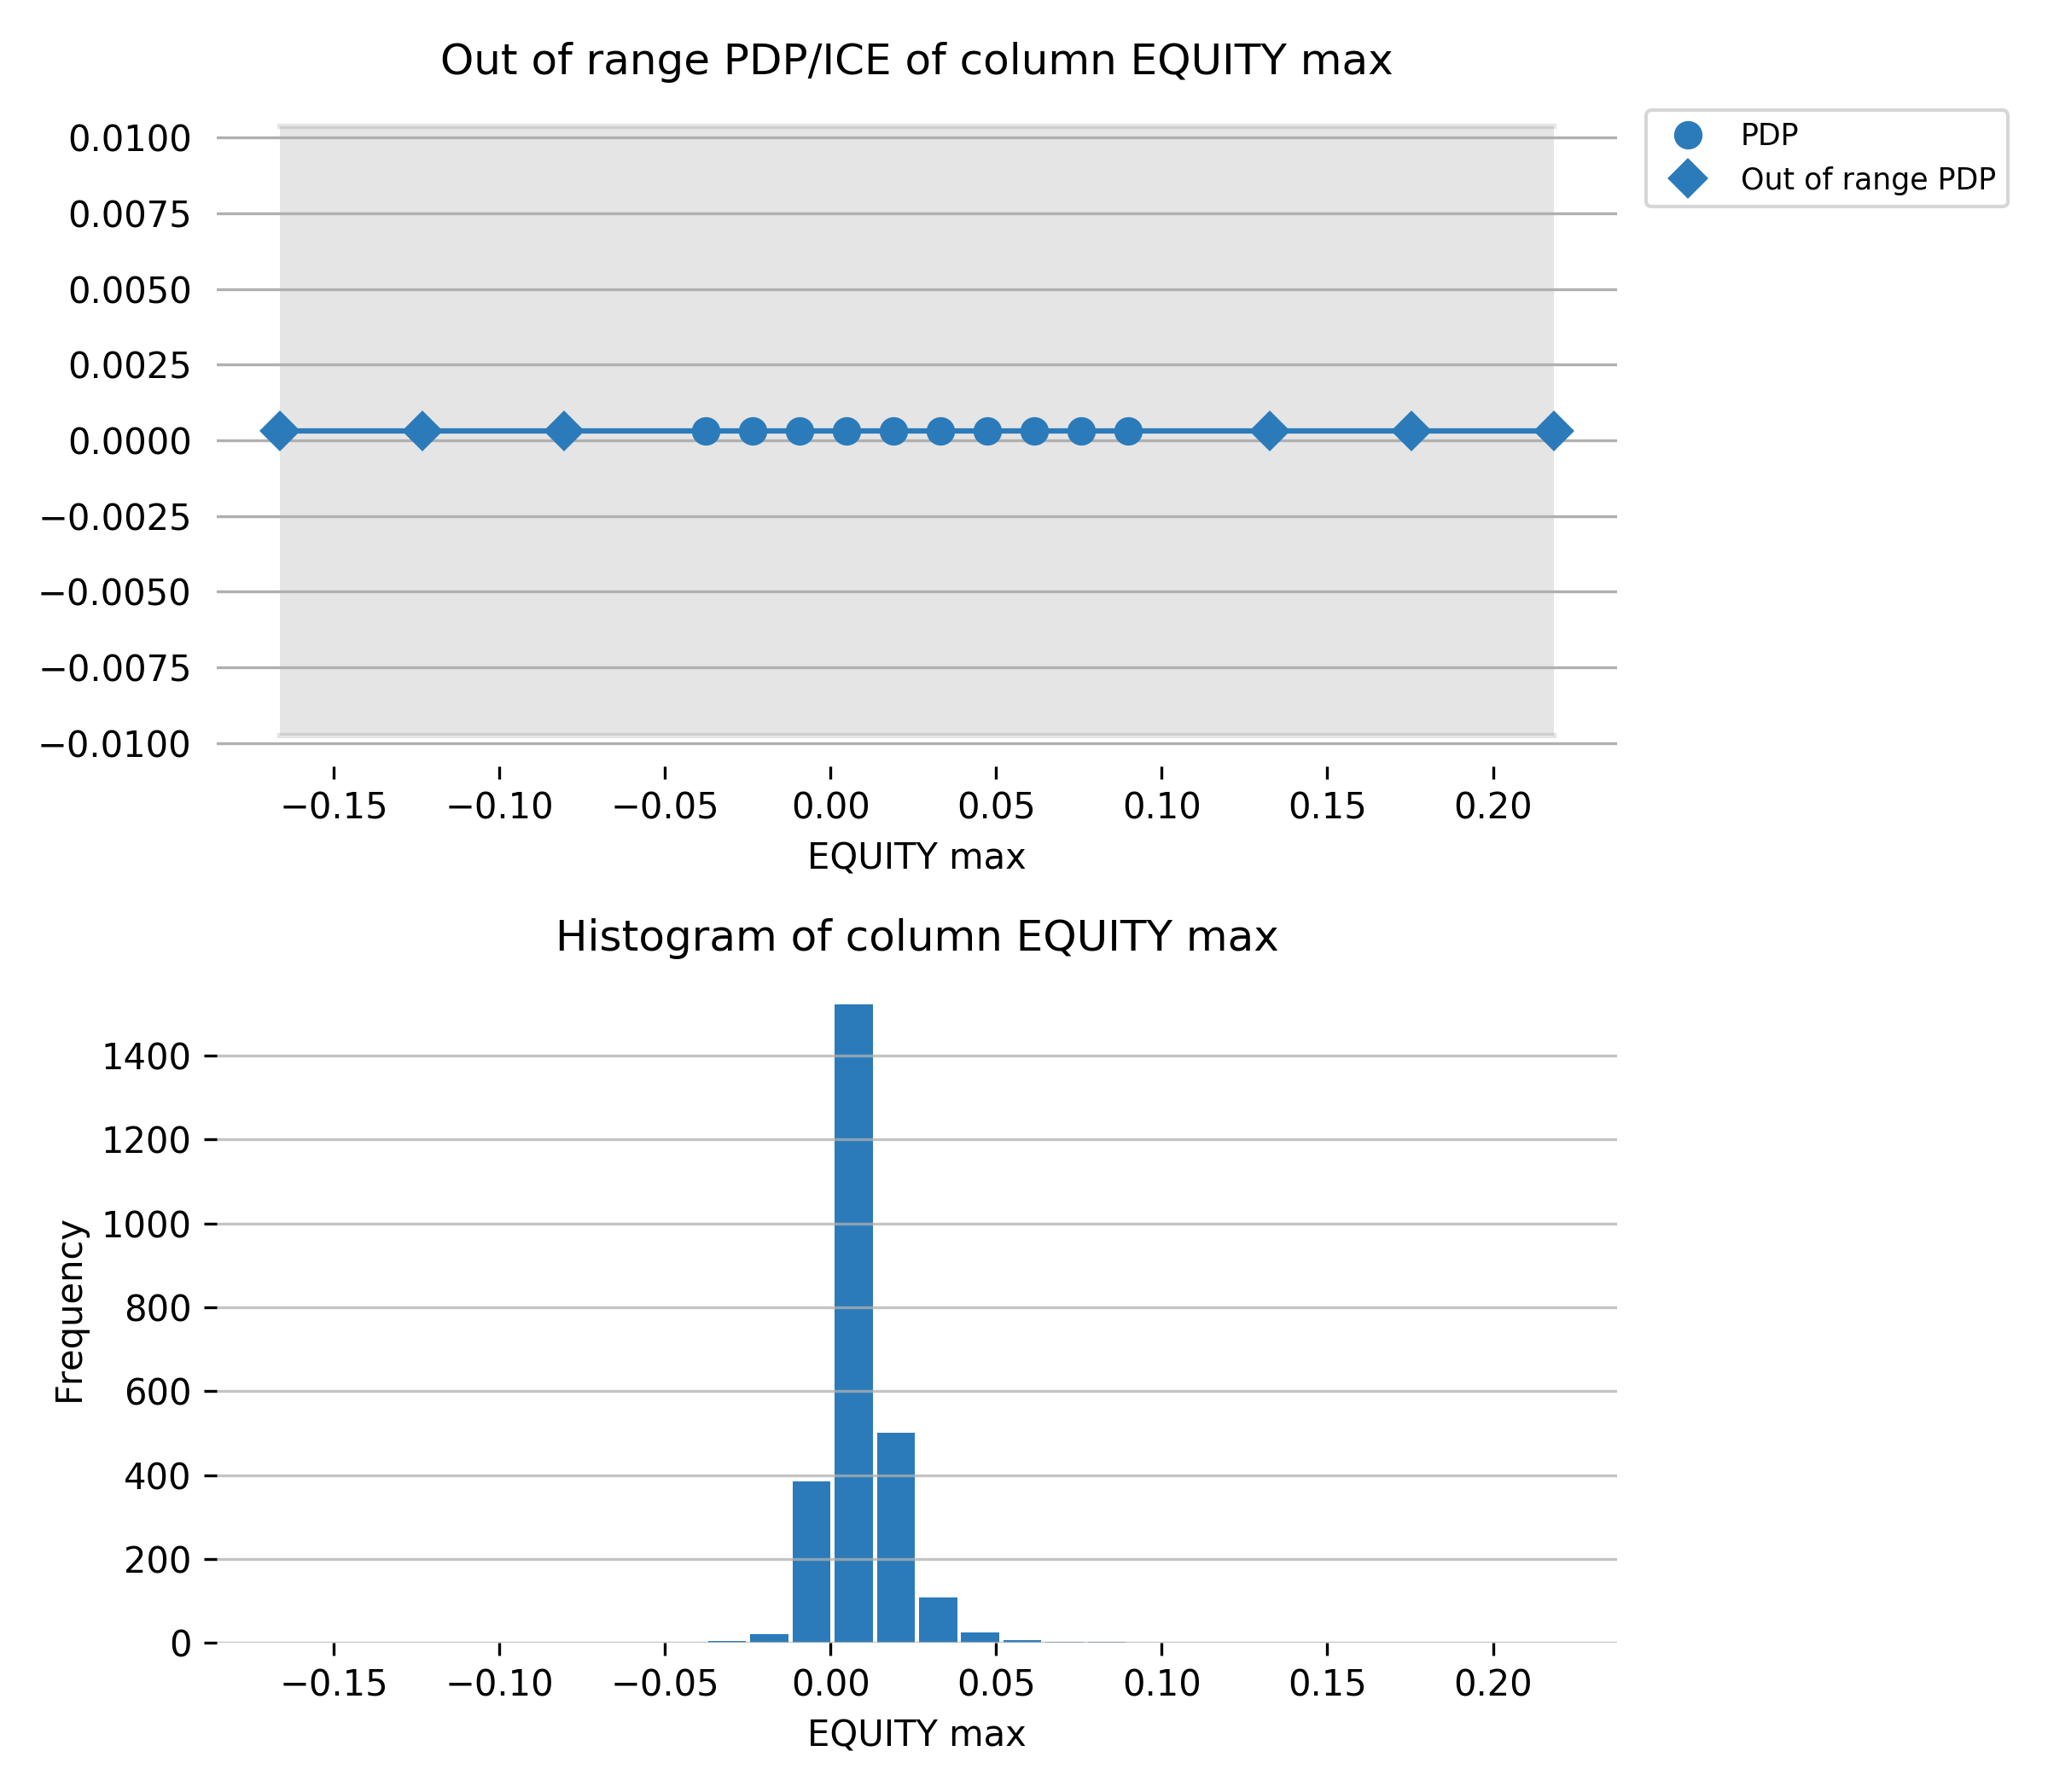 Out of range PDP/ICE of column EQUITY max
PDP
Out of range PDP
0.0100
0.0075
0.0050
0.0025
0.0000
−0.0025
−0.0050
−0.0075
−0.0100
−0.15 −0.10 −0.05 0.00 0.05 0.10 0.15 0.20
EQUITY max
Histogram of column EQUITY max
Frequency
1400
1200
1000
800
600
400
200
0
−0.15 −0.10 −0.05 0.00 0.05 0.10 0.15 0.20
EQUITY max